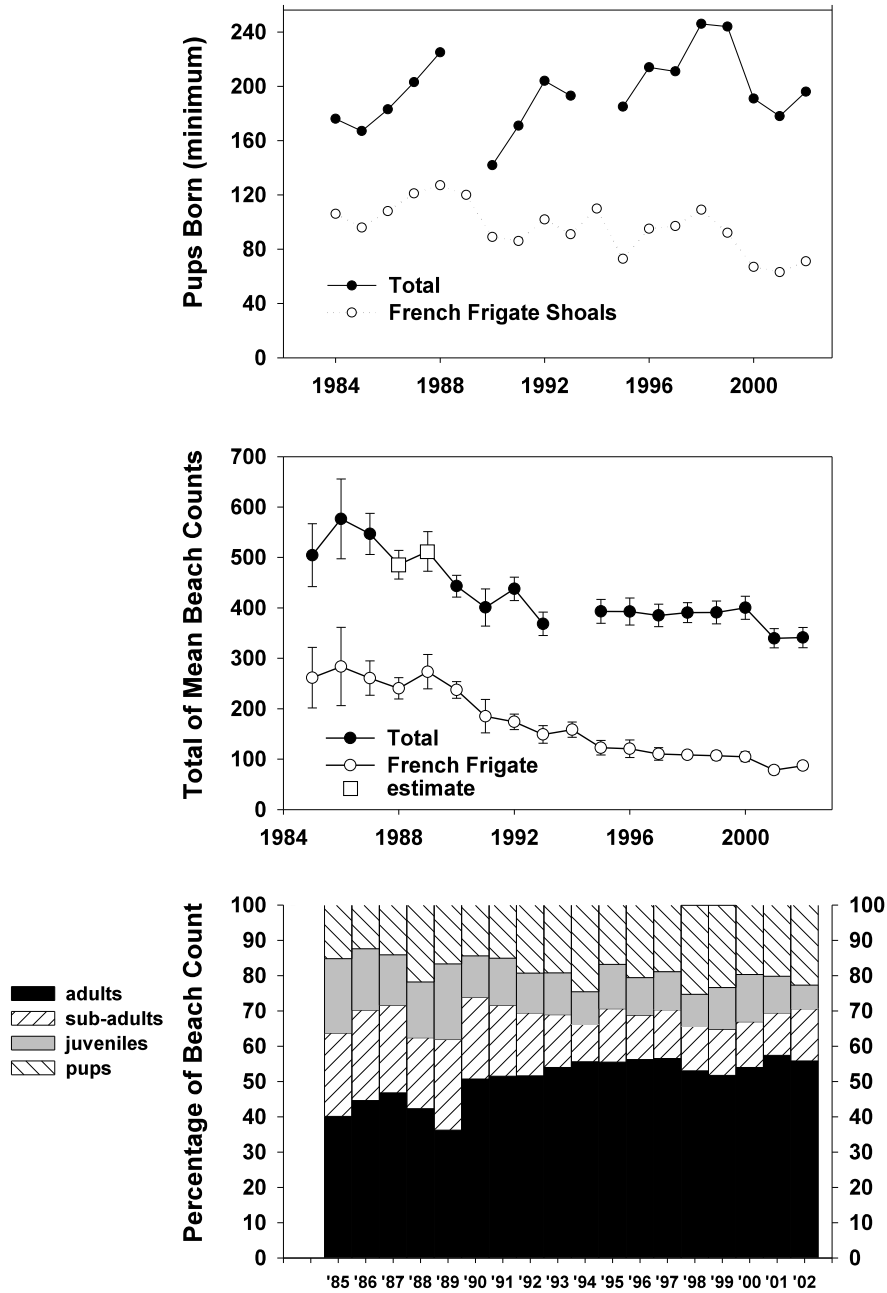 Pups Born (minimum)
240
200
160
120
80
40
0
Total
French Frigate Shoals
1984 1988 1992 1996 2000
Total of Mean Beach Counts
700
600
500
400
300
200
100
0
Total
French Frigate
estimate
1984 1988 1992 1996 2000
adults
sub-adults
juveniles
pups
Percentage of Beach Count
100 100
90 90
80 80
70 70
60 60
50 50
40 40
30 30
20 20
10 10
0 0
'85 '86 '87 '88 '89 '90 '91 '92 '93 '94 '95 '96 '97 '98 '99 '00 '01 '02